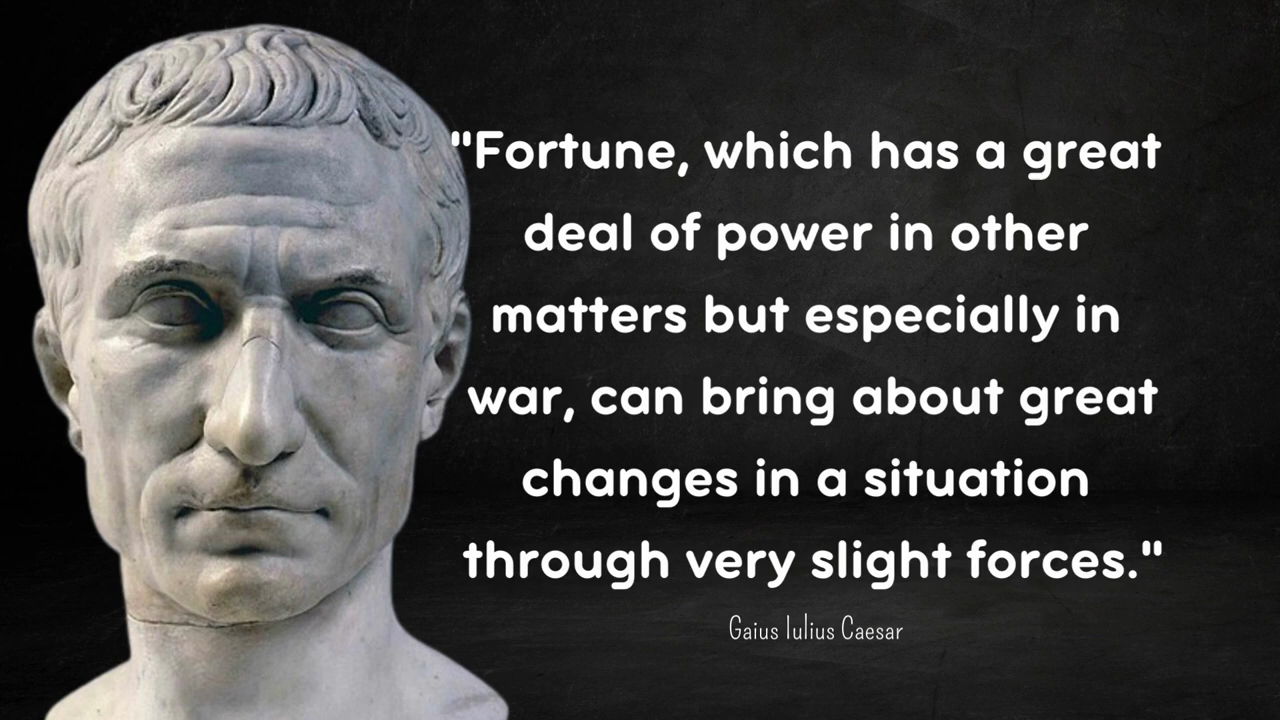 "Fortune, which has a great
deal of power in other
matters but especially in
war, can bring about great
changes in a situation
through very slight forces."
Gaius Iulius Caesar